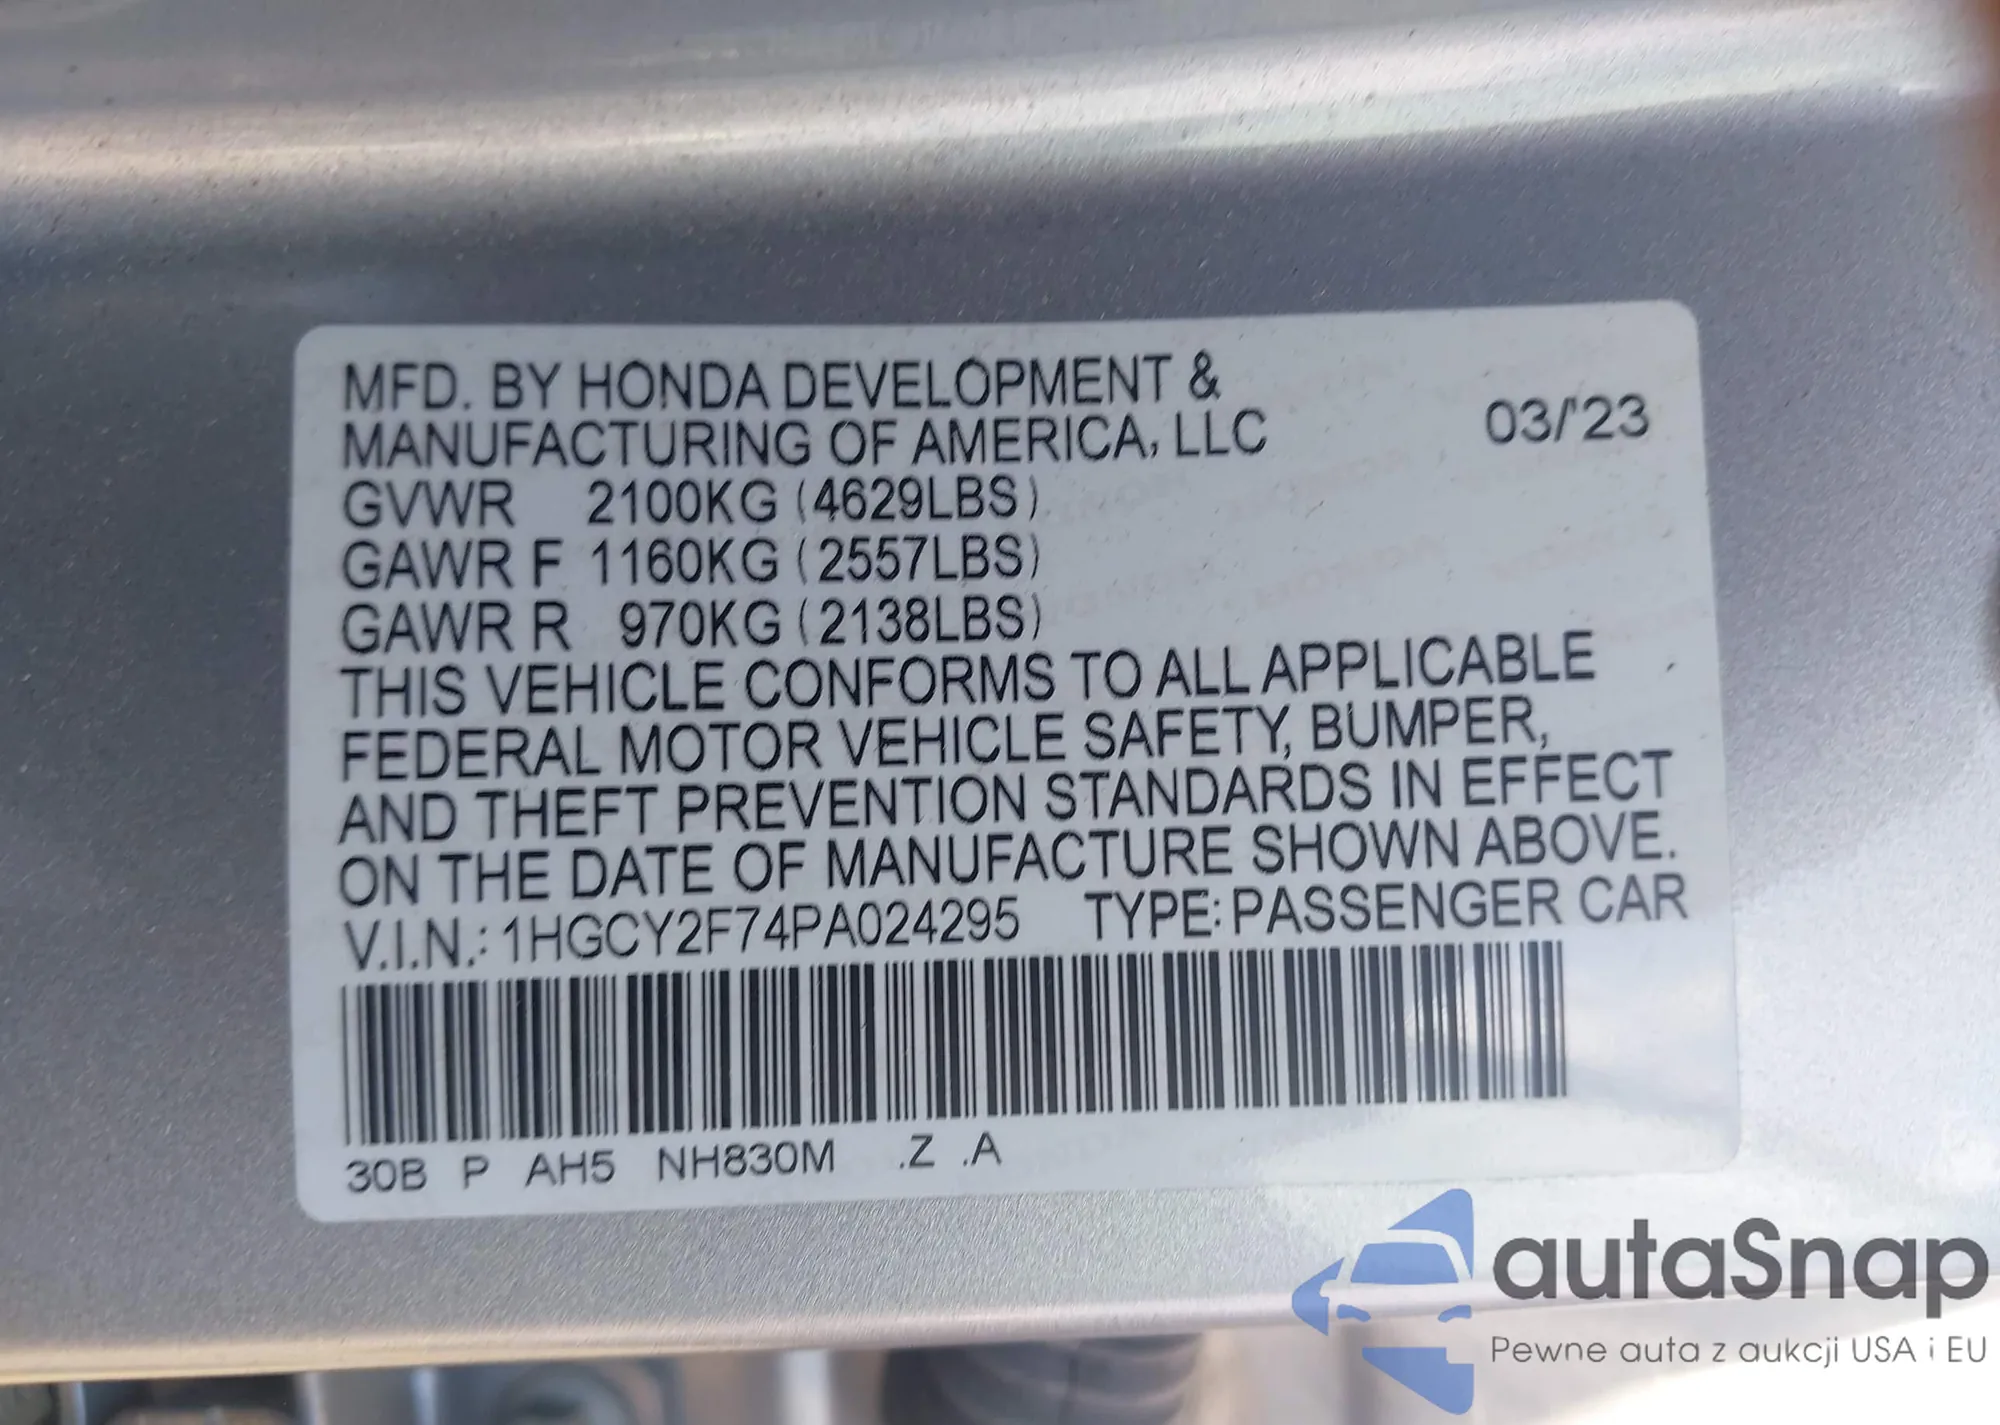 MFD. BY HONDA DEVELOPMENT &
MANUFACTURING OF AMERICA, LLC 03/'23
GVWR 2100KG (4629LBS)
GAWR F 1160KG (2557LBS)
GAWR R 970KG (2138LBS)
THIS VEHICLE CONFORMS TO ALL APPLICABLE
FEDERAL MOTOR VEHICLE SAFETY, BUMPER,
AND THEFT PREVENTION STANDARDS IN EFFECT
ON THE DATE OF MANUFACTURE SHOWN ABOVE.
V.I.N.: 1HGCY2F74PA024295 TYPE: PASSENGER CAR
30B P AH5 NH830M .Z .A
autaSnap
Pewne auta z aukcji USA i EU